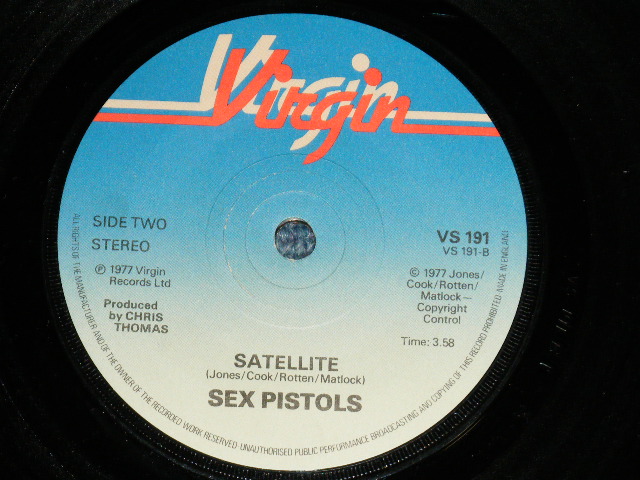 Virgin
SIDE TWO
STEREO
VS 191
VS 191-B
℗ 1977 Virgin
Records Ltd
Produced
by CHRIS
THOMAS
© 1977 Jones/
Cook/Rotten/
Matlock—
Copyright
Control
Time: 3.58
SATELLITE
(Jones/Cook/Rotten/Matlock)
SEX PISTOLS
ALL RIGHTS OF THE MANUFACTURER AND OF THE OWNER OF THE RECORDED WORK RESERVED · UNAUTHORISED PUBLIC PERFORMANCE BROADCASTING AND COPYING OF THIS RECORD PROHIBITED · MADE IN ENGLAND